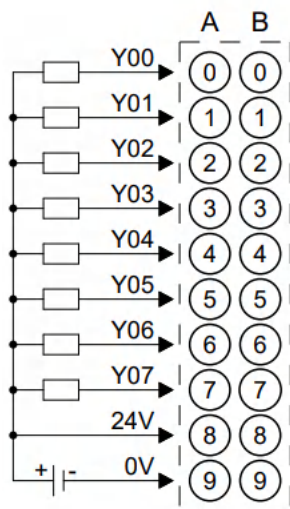 A B
Y00 0 0
Y01 1 1
Y02 2 2
Y03 3 3
Y04 4 4
Y05 5 5
Y06 6 6
Y07 7 7
24V 8 8
+ - 0V 9 9